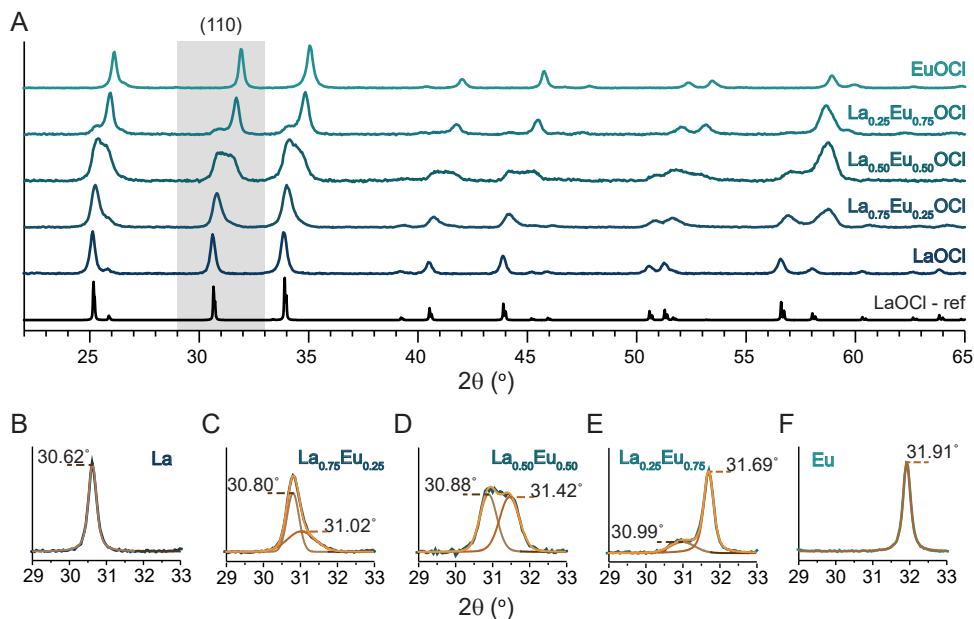 A
(110)
EuOCl
La0.25Eu0.75OCl
La0.50Eu0.50OCl
La0.75Eu0.25OCl
LaOCl
LaOCl - ref
25 30 35 40 45 50 55 60 65
2θ (°)
B C D E F
La La0.75Eu0.25 La0.50Eu0.50 La0.25Eu0.75 Eu
30.62° 30.80° 31.02° 30.88° 31.42° 30.99° 31.69° 31.91°
29 30 31 32 33 29 30 31 32 33 29 30 31 32 33 29 30 31 32 33 29 30 31 32 33
2θ (°)